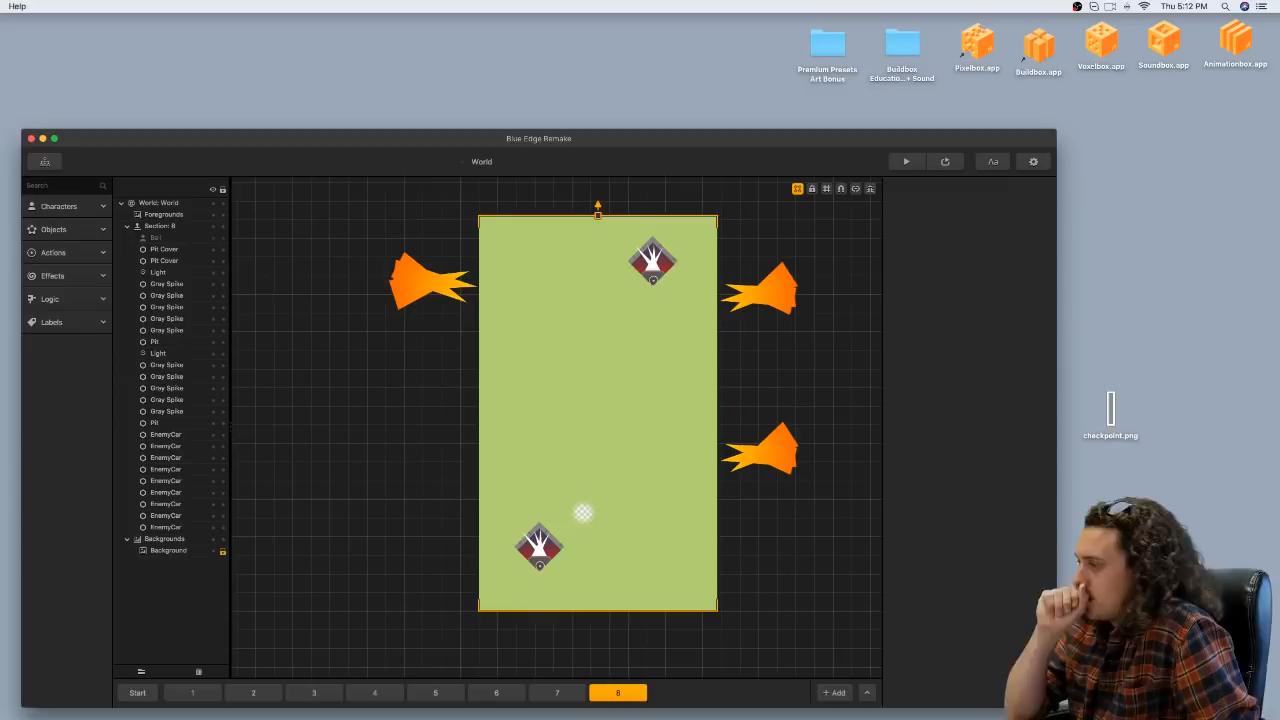 Help
Thu 5:12 PM
Premium Presets
Art Bonus
Buildbox
Educatio...+ Sound
Pixelbox.app
Buildbox.app
Voxelbox.app
Soundbox.app
Animationbox.app
Blue Edge Remake
World
Aa
Search
Characters
Objects
Actions
Effects
Logic
Labels
World: World
Foregrounds
Section: 8
Ball
Pit Cover
Pit Cover
Light
Gray Spike
Gray Spike
Gray Spike
Gray Spike
Gray Spike
Pit
Light
Gray Spike
Gray Spike
Gray Spike
Gray Spike
Gray Spike
Pit
EnemyCar
EnemyCar
EnemyCar
EnemyCar
EnemyCar
EnemyCar
EnemyCar
EnemyCar
EnemyCar
Backgrounds
Background
checkpoint.png
Start 1 2 3 4 5 6 7 8 + Add